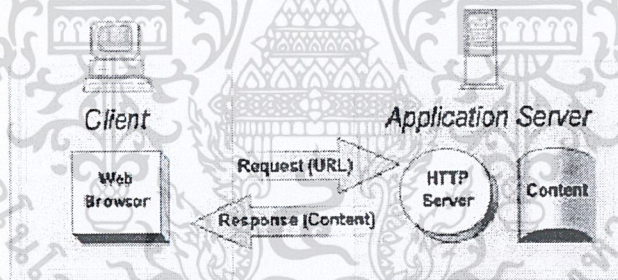 Client
Application Server
Web
Browser
Request (URL)
Response (Content)
HTTP
Server
Content